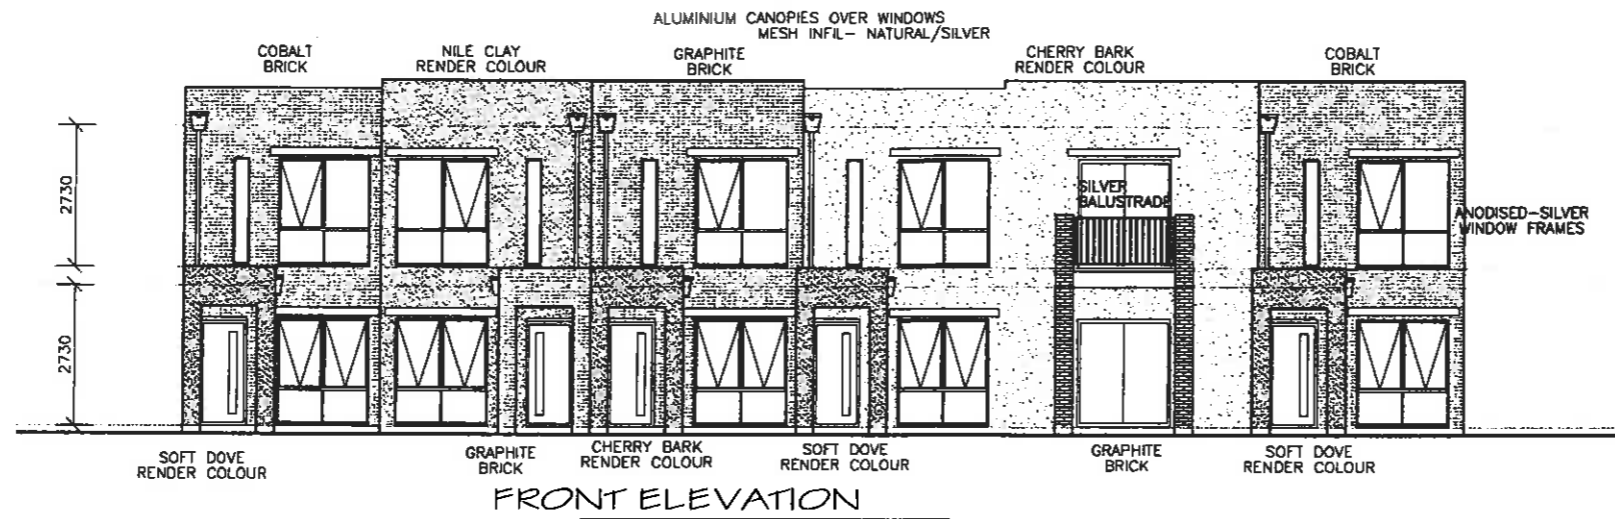 ALUMINIUM CANOPIES OVER WINDOWS
MESH INFIL- NATURAL/SILVER
COBALT
BRICK
NILE CLAY
RENDER COLOUR
GRAPHITE
BRICK
CHERRY BARK
RENDER COLOUR
COBALT
BRICK
2730
SILVER
BALUSTRADE
ANODISED-SILVER
WINDOW FRAMES
2730
SOFT DOVE
RENDER COLOUR
GRAPHITE
BRICK
CHERRY BARK
RENDER COLOUR
SOFT DOVE
RENDER COLOUR
GRAPHITE
BRICK
SOFT DOVE
RENDER COLOUR
FRONT ELEVATION